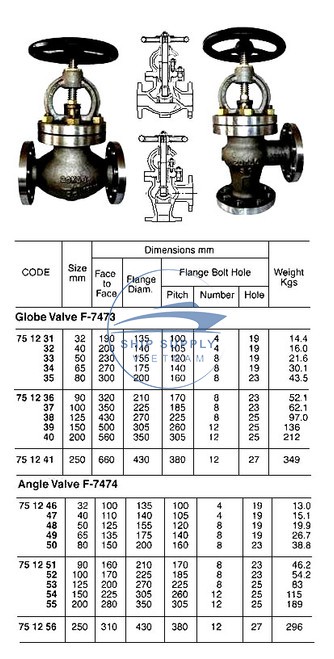 Dimensions mm
CODE Size mm Face to Face Flange Diam. Flange Bolt Hole Weight Kgs
Pitch Number Hole
SHIP SUPPLY
VIETNAM
Globe Valve F-7473
75 12 31 32 190 135 100 4 19 14.4
32 40 200 140 105 4 19 16.0
33 50 230 155 120 8 19 21.6
34 65 270 175 140 8 19 30.1
35 80 300 200 160 8 23 43.5
75 12 36 90 320 210 170 8 23 52.1
37 100 350 225 185 8 23 62.1
38 125 430 270 225 8 25 97.0
39 150 500 305 260 12 25 136
40 200 560 350 305 12 25 212
75 12 41 250 660 430 380 12 27 349
Angle Valve F-7474
75 12 46 32 100 135 100 4 19 13.0
47 40 110 140 105 4 19 15.1
48 50 125 155 120 8 19 19.9
49 65 135 175 140 8 19 26.7
50 80 150 200 160 8 23 38.8
75 12 51 90 160 210 170 8 23 46.2
52 100 170 225 185 8 23 54.2
53 125 200 270 225 8 25 83
54 150 225 305 260 12 25 115
55 200 280 350 305 12 25 189
75 12 56 250 310 430 380 12 27 296